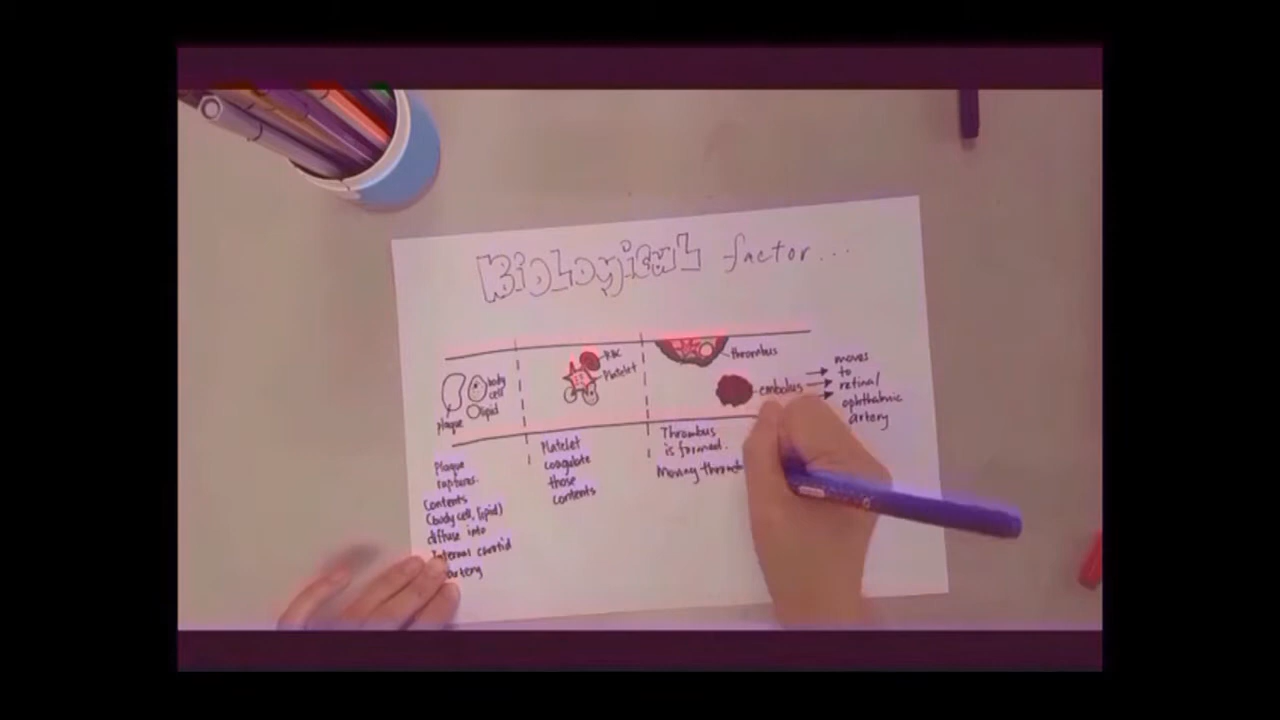 Biological factor...
plaque
body
cell
lipid
RBC
Platelet
thrombus
embolus
moves
to
retinal
ophthalmic
artery
Plaque
ruptures.
Contents
(body cell, lipid)
diffuse into
Internal carotid
artery
Platelet
coagulate
those
contents
Thrombus
is formed.
Moving